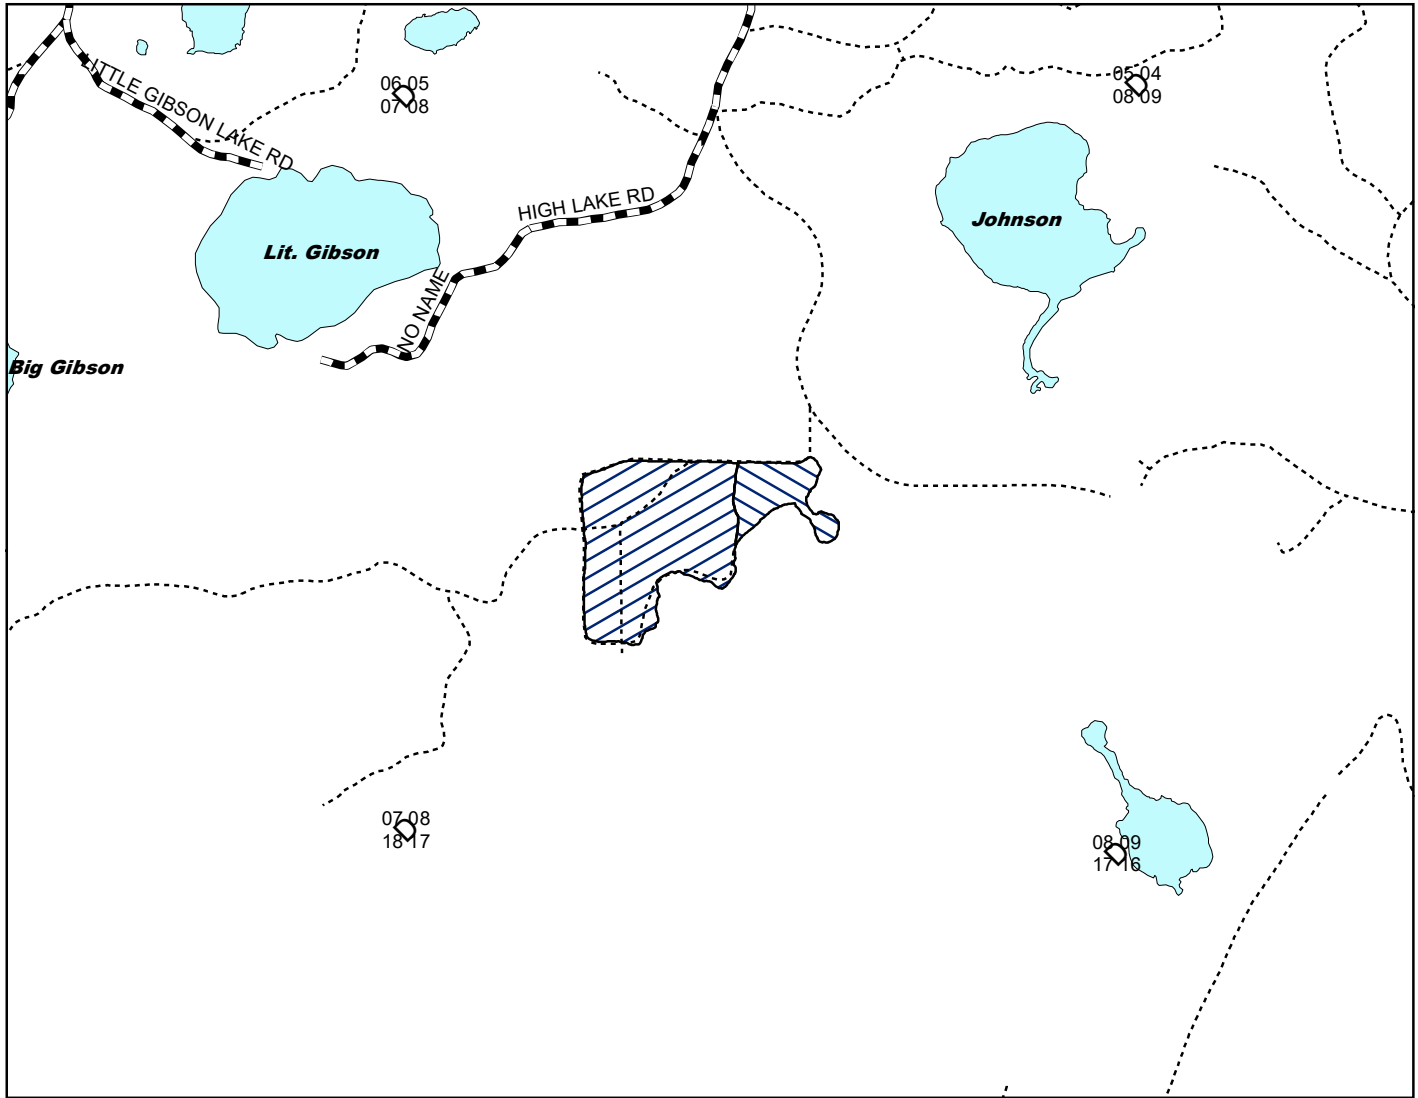 LITTLE GIBSON LAKE RD
06 05
07 08
05 04
08 09
HIGH LAKE RD
Johnson
Lit. Gibson
NO NAME
Big Gibson
07 08
18 17
08 09
17 16